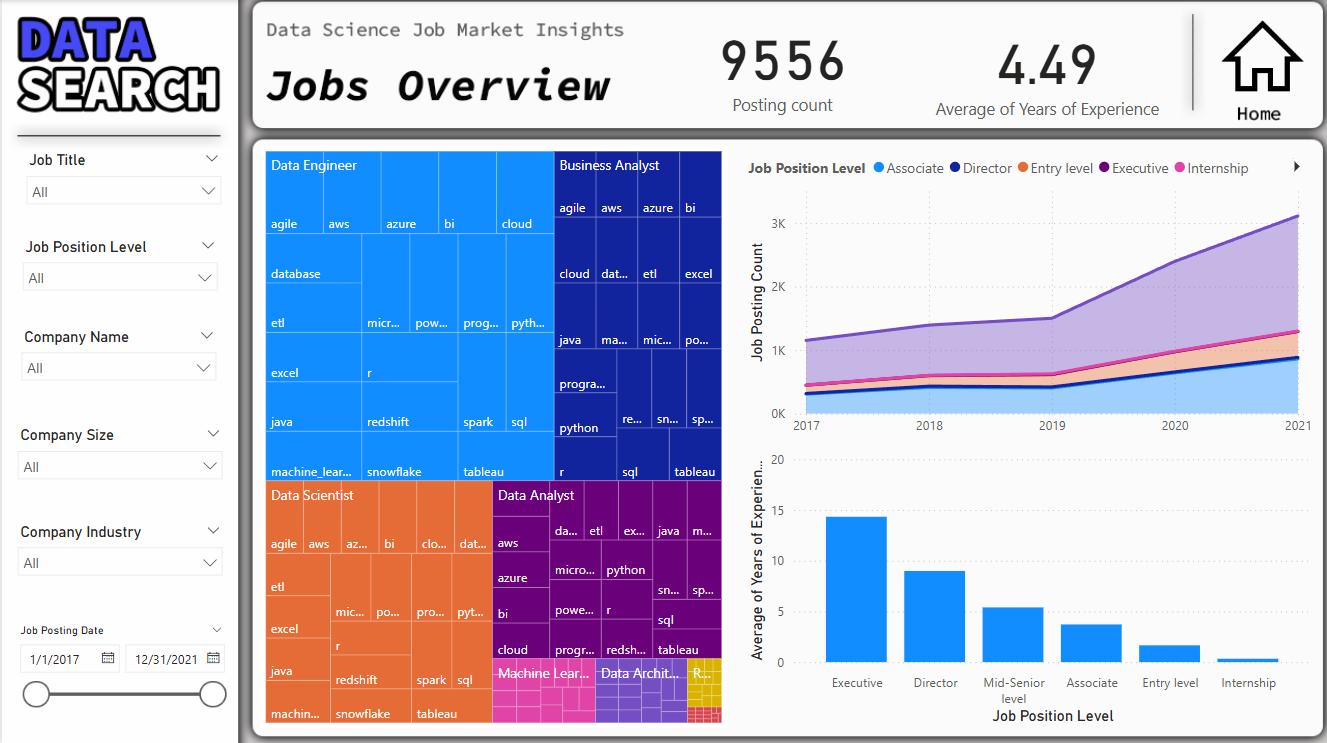 DATA
SEARCH
Job Title
All
Job Position Level
All
Company Name
All
Company Size
All
Company Industry
All
Job Posting Date
1/1/2017
12/31/2021
Data Science Job Market Insights
Jobs Overview
9556
Posting count
4.49
Average of Years of Experience
Home
Data Engineer
agile aws azure bi cloud
database
etl micr... pow... prog... pyth...
excel r
java redshift spark sql
machine_lear... snowflake tableau
Business Analyst
agile aws azure bi
cloud dat... etl excel
java ma... mic... po...
progra...
python re... sn... sp...
r sql tableau
Data Scientist
agile aws az... bi clo... dat...
etl
mic... po... pro... pyt...
excel
r
java redshift spark sql
machin... snowflake tableau
Data Analyst
da... etl ex... java m...
aws
micro... python
azure
sn... sp...
bi powe... r
sql
cloud progr... redsh... tableau
Machine Lear...
Data Archit...
R...
Job Position Level Associate Director Entry level Executive Internship
Job Posting Count
3K
2K
1K
0K
2017 2018 2019 2020 2021
Average of Years of Experien...
20
15
10
5
0
Executive Director Mid-Senior Associate Entry level Internship
level
Job Position Level